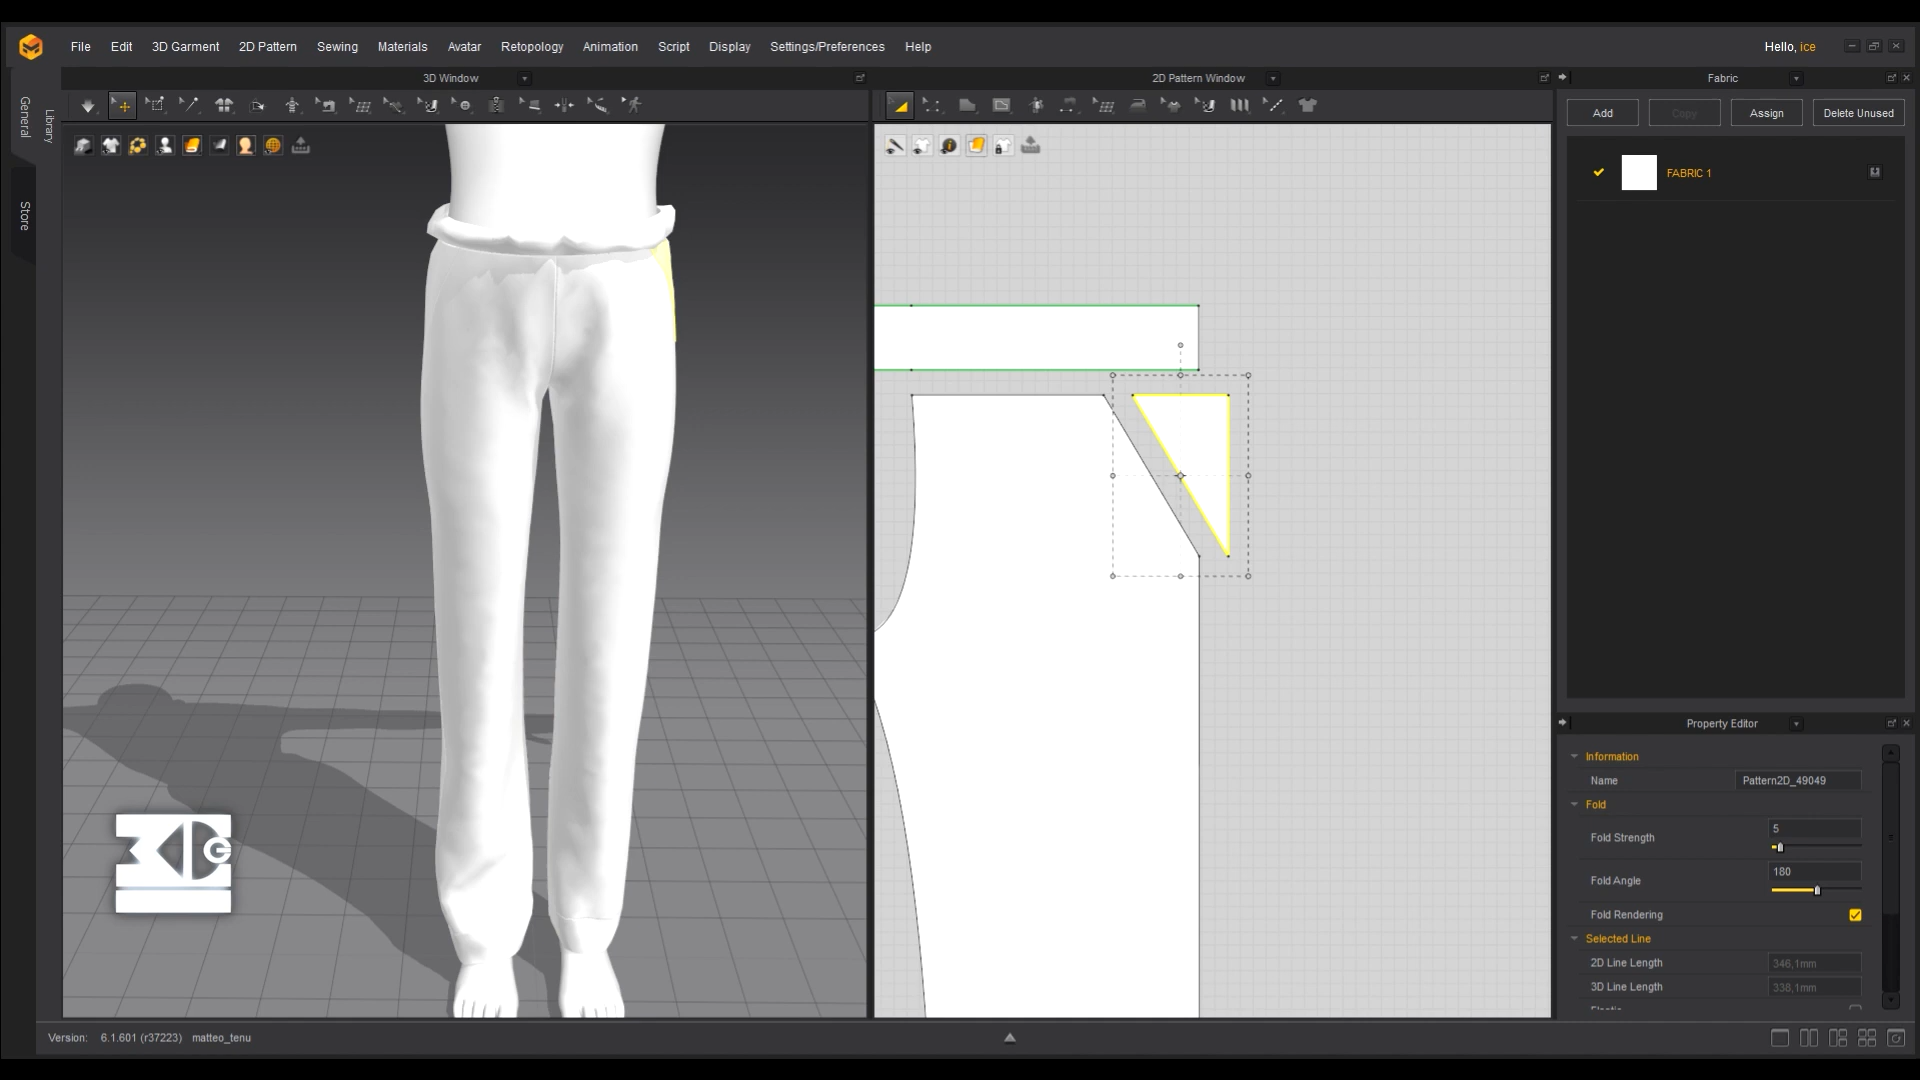 File Edit 3D Garment 2D Pattern Sewing Materials Avatar Retopology Animation Script Display Settings/Preferences Help
Hello, ice
3D Window
2D Pattern Window
Fabric
General
Library
Store
Add Copy Assign Delete Unused
FABRIC 1
Property Editor
Information
Name Pattern2D_49049
Fold
Fold Strength 5
Fold Angle 180
Fold Rendering
Selected Line
2D Line Length 346,1mm
3D Line Length 338,1mm
Version: 6.1.601 (r37223) matteo_tenu